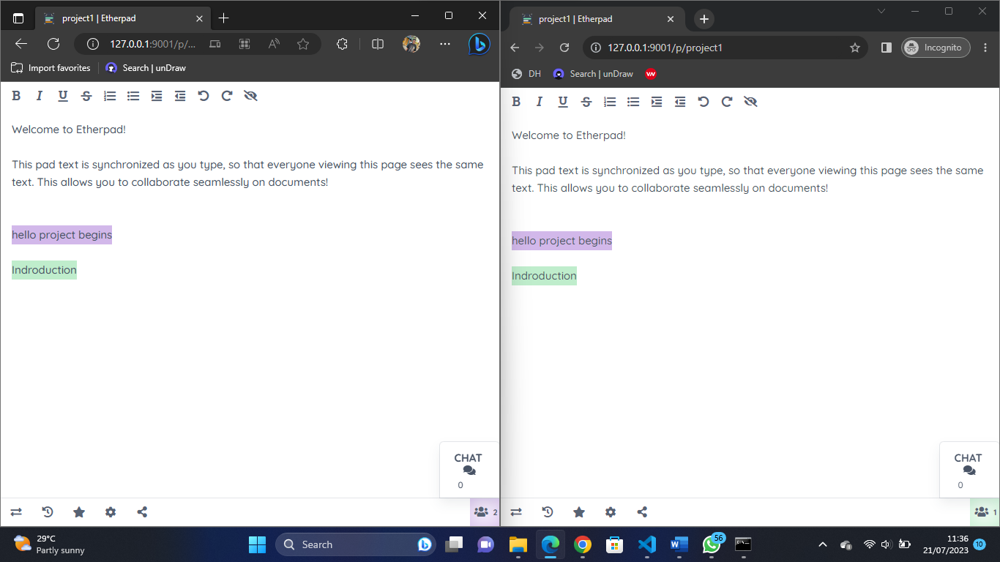 project1 | Etherpad
127.0.0.1:9001/p/...
Import favorites
Search | unDraw
B I U S
Welcome to Etherpad!
This pad text is synchronized as you type, so that everyone viewing this page sees the same
text. This allows you to collaborate seamlessly on documents!
hello project begins
Indroduction
CHAT
0
2
project1 | Etherpad
127.0.0.1:9001/p/project1
Incognito
DH
Search | unDraw
B I U S
Welcome to Etherpad!
This pad text is synchronized as you type, so that everyone viewing this page sees the same
text. This allows you to collaborate seamlessly on documents!
hello project begins
Indroduction
CHAT
0
1
29°C
Partly sunny
Search
56
11:36
21/07/2023
10